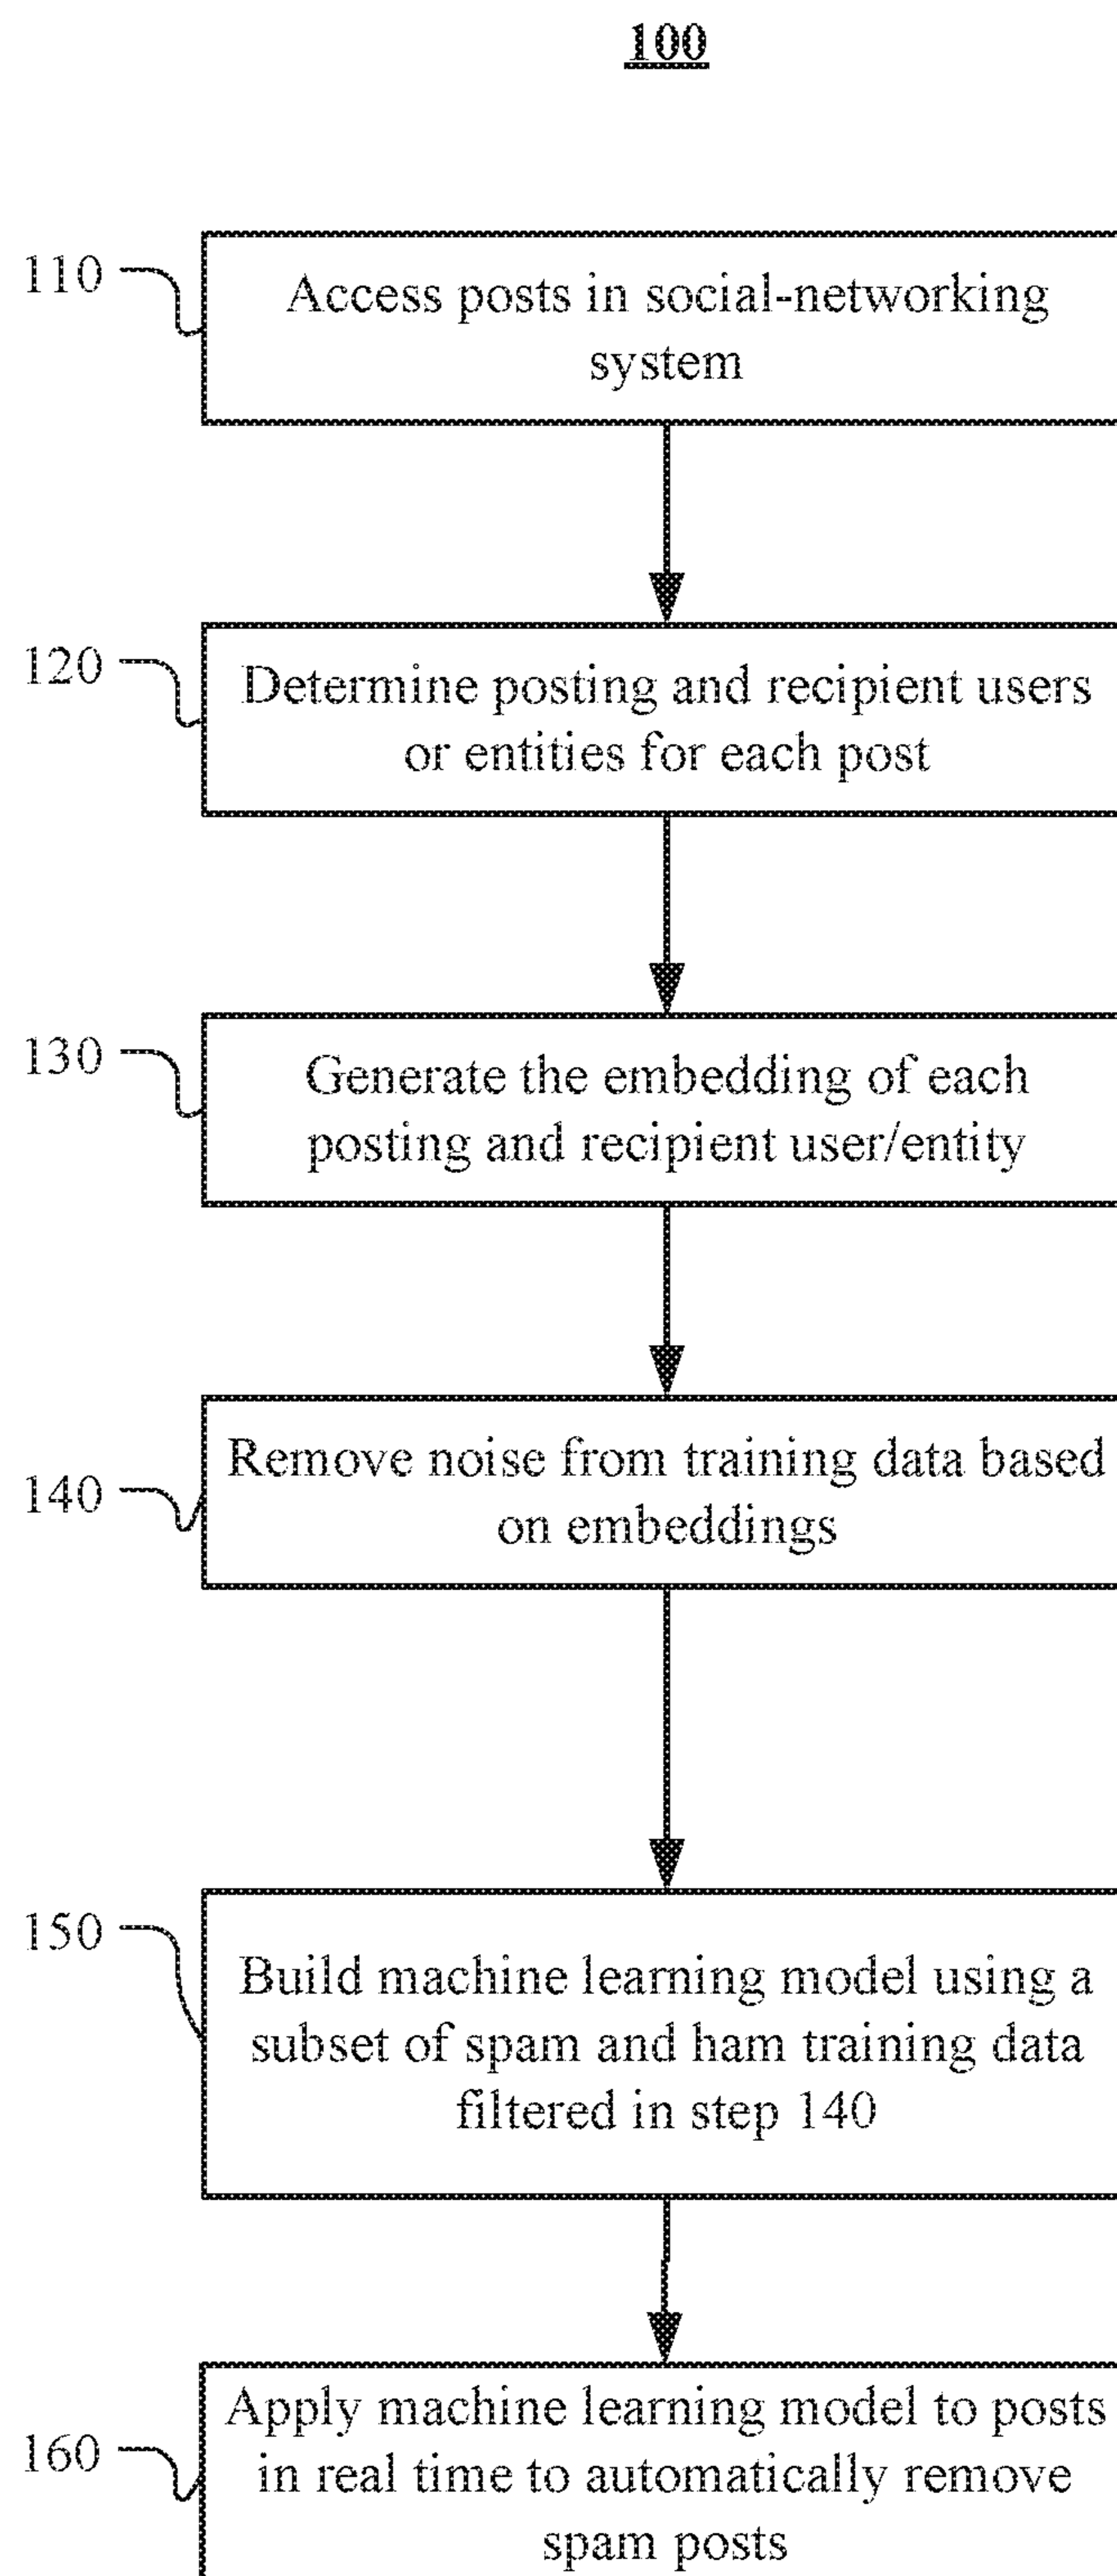 100
110
Access posts in social-networking
system
120
Determine posting and recipient users
or entities for each post
130
Generate the embedding of each
posting and recipient user/entity
140
Remove noise from training data based
on embeddings
150
Build machine learning model using a
subset of spam and ham training data
filtered in step 140
160
Apply machine learning model to posts
in real time to automatically remove
spam posts